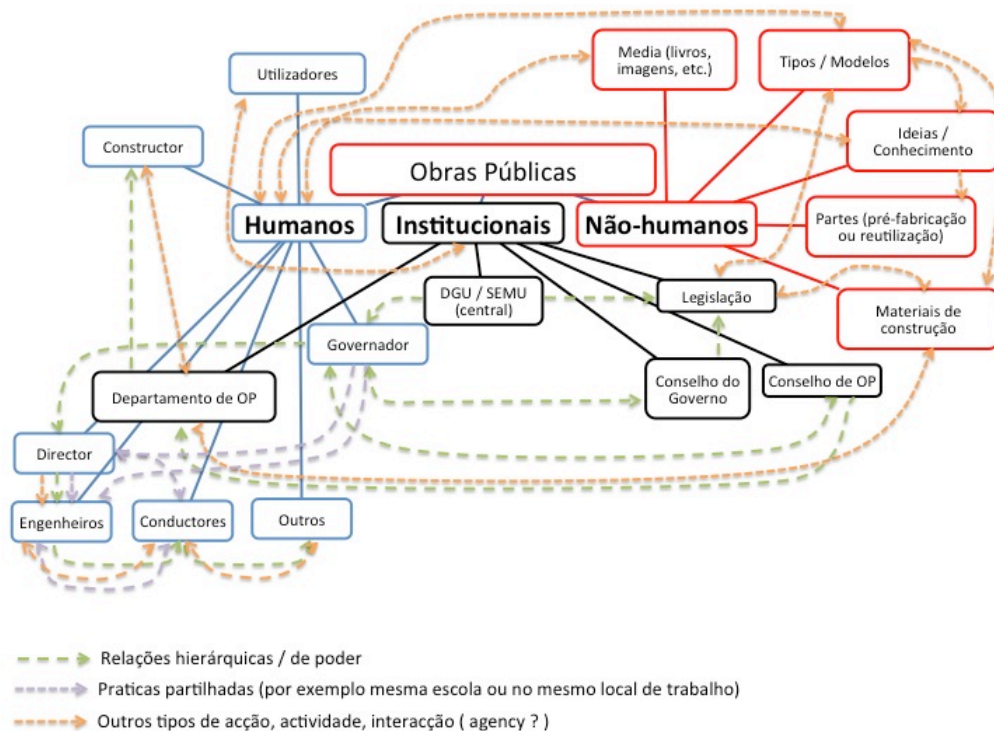 Utilizadores
Media (livros,
imagens, etc.)
Tipos / Modelos
Constructor
Ideias /
Conhecimento
Obras Públicas
Humanos
Institucionais
Não-humanos
Partes (pré-fabricação
ou reutilização)
DGU / SEMU
(central)
Legislação
Materiais de
construção
Governador
Departamento de OP
Conselho do
Governo
Conselho de OP
Director
Engenheiros
Conductores
Outros
Relações hierárquicas / de poder
Praticas partilhadas (por exemplo mesma escola ou no mesmo local de trabalho)
Outros tipos de acção, actividade, interacção ( agency ? )